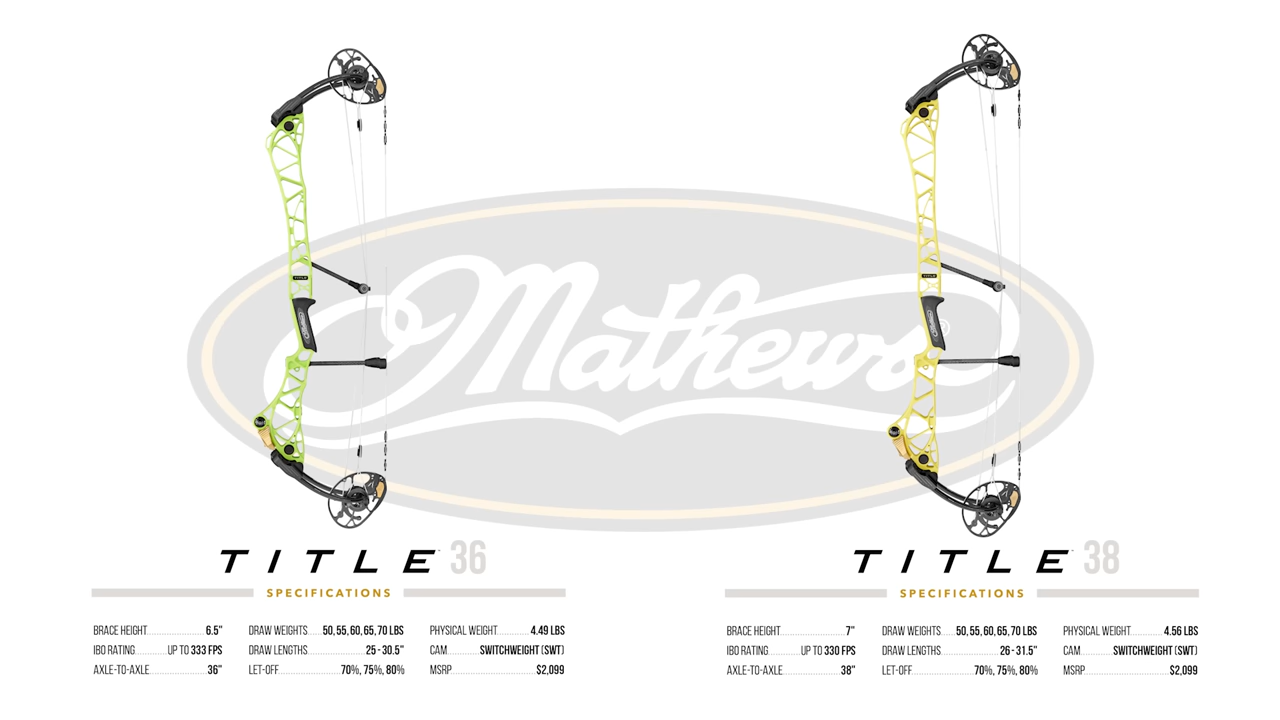 Mathews®
TITLE
TITLE
TITLE 36
SPECIFICATIONS
BRACE HEIGHT 6.5"
IBO RATING UP TO 333 FPS
AXLE-TO-AXLE 36"
DRAW WEIGHTS 50, 55, 60, 65, 70 LBS
DRAW LENGTHS 25 - 30.5"
LET-OFF 70%, 75%, 80%
PHYSICAL WEIGHT 4.49 LBS
CAM SWITCHWEIGHT (SWT)
MSRP $2,099
TITLE 38
SPECIFICATIONS
BRACE HEIGHT 7"
IBO RATING UP TO 330 FPS
AXLE-TO-AXLE 38"
DRAW WEIGHTS 50, 55, 60, 65, 70 LBS
DRAW LENGTHS 26 - 31.5"
LET-OFF 70%, 75%, 80%
PHYSICAL WEIGHT 4.56 LBS
CAM SWITCHWEIGHT (SWT)
MSRP $2,099